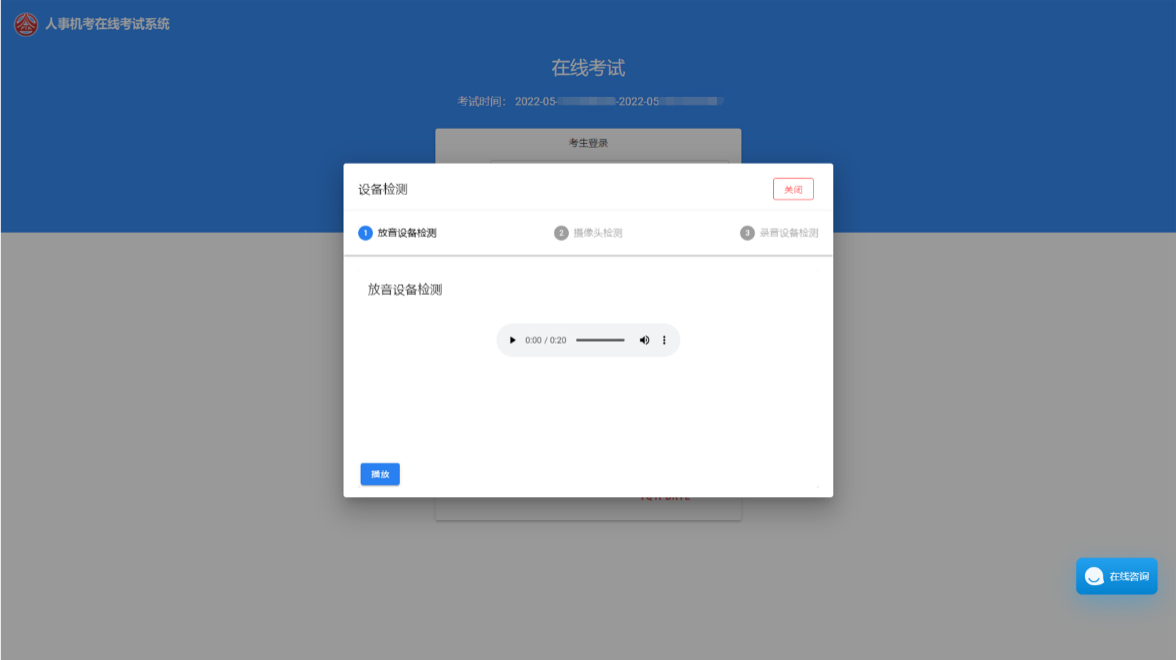 人事机考在线考试系统
在线考试
考试时间： 2022-05- -2022-05
考生登录
设备检测
关闭
1 放音设备检测
2 摄像头检测
3 录音设备检测
放音设备检测
0:00 / 0:20
播放
在线咨询